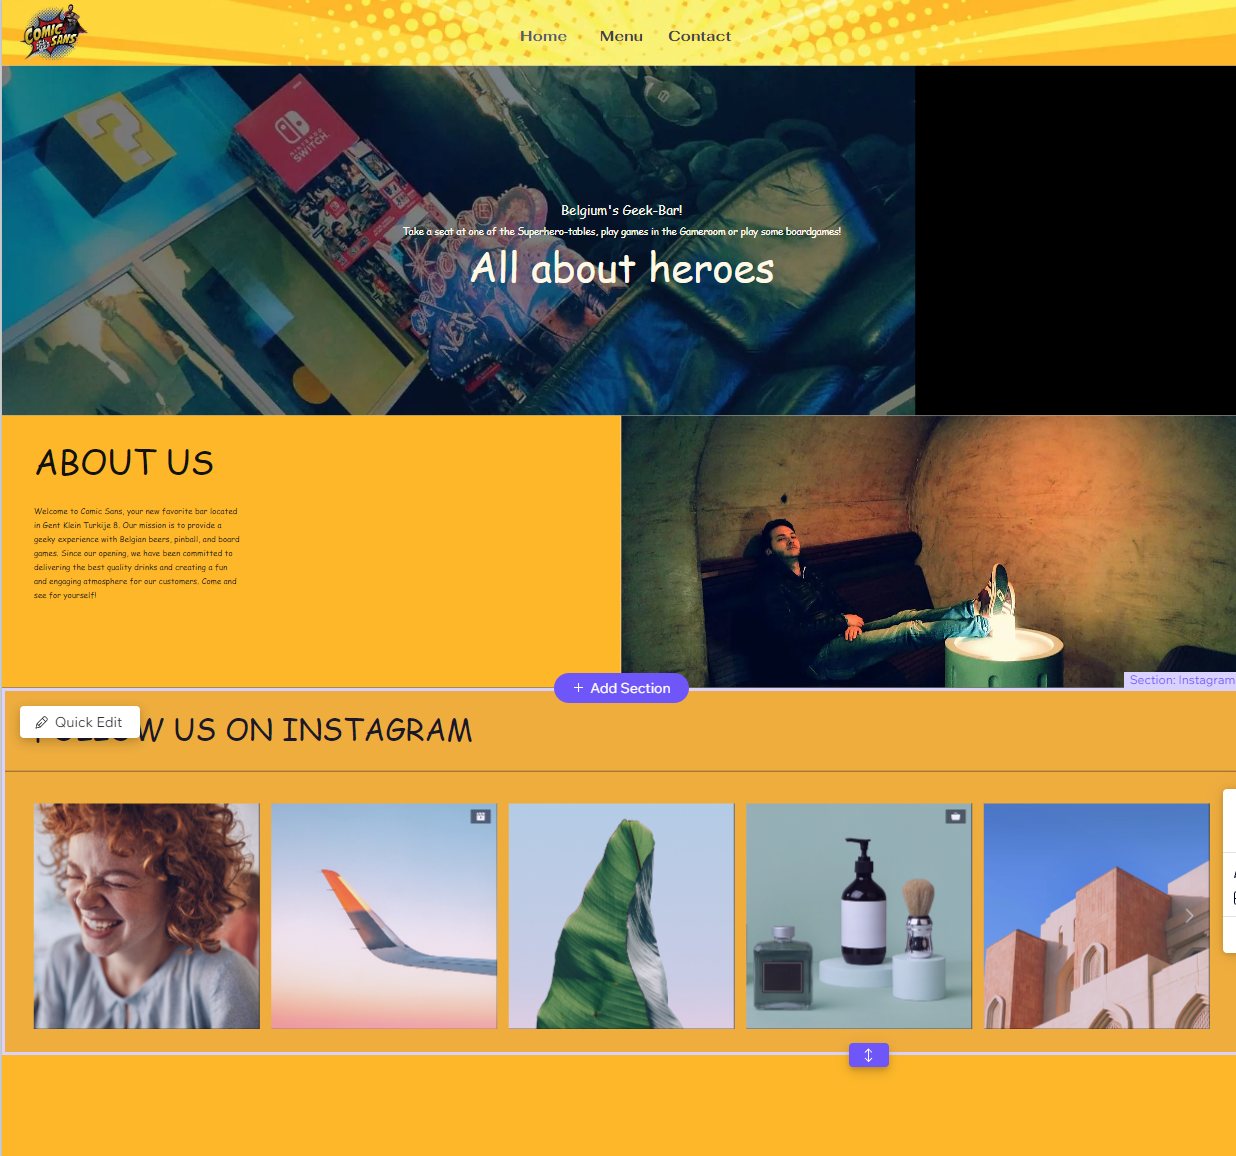 COMIC
SANS
Home
Menu
Contact
NINTENDO
SWITCH
Belgium's Geek-Bar!
Take a seat at one of the Superhero-tables, play games in the Gameroom or play some boardgames!
All about heroes
ABOUT US
Welcome to Comic Sans, your new favorite bar located
in Gent Klein Turkije 8. Our mission is to provide a
geeky experience with Belgian beers, pinball, and board
games. Since our opening, we have been committed to
delivering the best quality drinks and creating a fun
and engaging atmosphere for our customers. Come and
see for yourself!
+ Add Section
Section: Instagram
Quick Edit
US ON INSTAGRAM